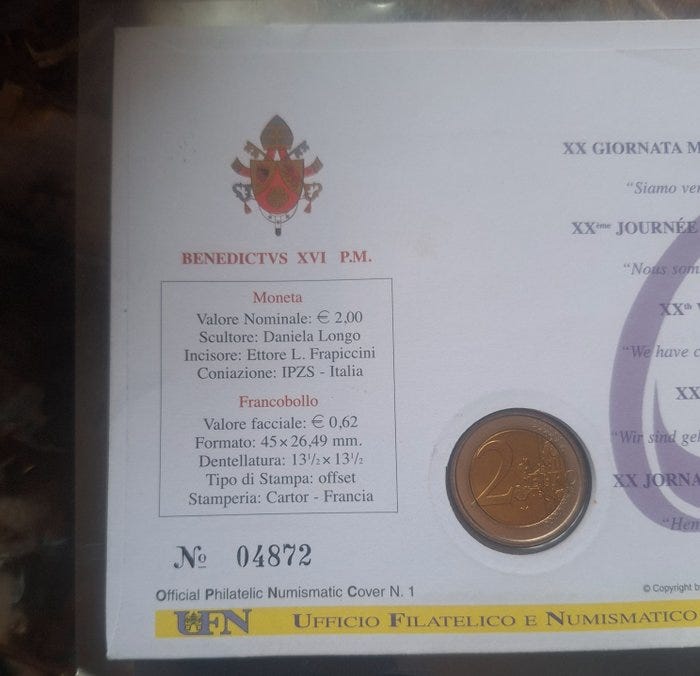 BENEDICTVS XVI P.M.
Moneta
Valore Nominale: € 2,00
Scultore: Daniela Longo
Incisore: Ettore L. Frapiccini
Coniazione: IPZS - Italia
Francobollo
Valore facciale: € 0,62
Formato: 45 x 26,49 mm.
Dentellatura: 13¹/₂ x 13¹/₂
Tipo di Stampa: offset
Stamperia: Cartor - Francia
Nº 04872
Official Philatelic Numismatic Cover N. 1
UFN UFFICIO FILATELICO E NUMISMATICO
XX GIORNATA M
"Siamo ve
XXème JOURNÉE
"Nous som
XXth
"We have c
XX
"Wir sind ge
XX JORNA
"Hen
2
© Copyright b